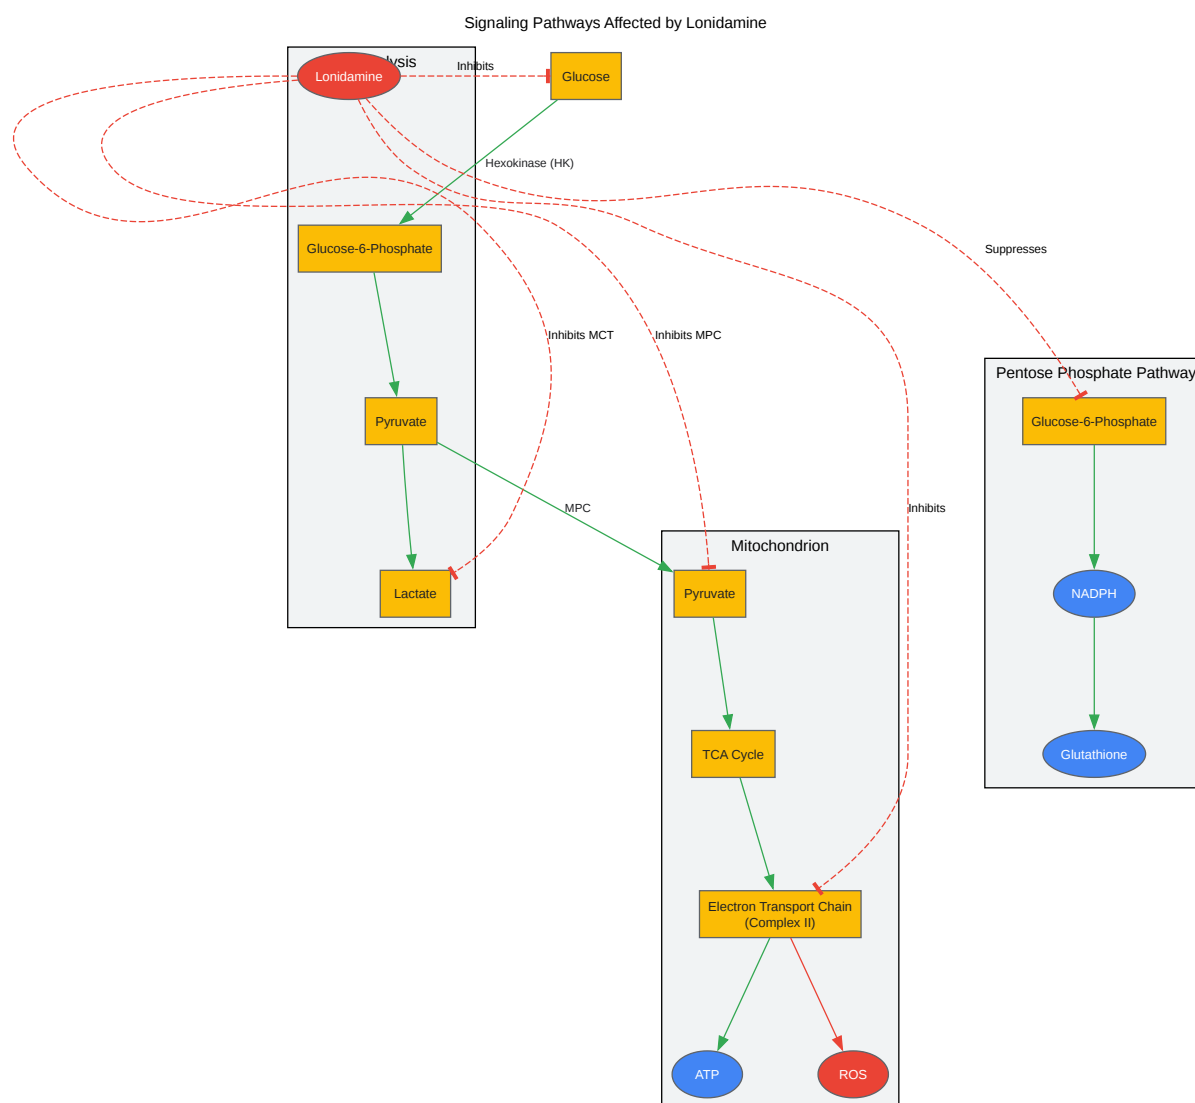 Signaling Pathways Affected by Lonidamine
Lonidamine
Inhibits
Glucose
Hexokinase (HK)
Glucose-6-Phosphate
Suppresses
Inhibits MCT
Inhibits MPC
Pentose Phosphate Pathway
Pyruvate
Glucose-6-Phosphate
MPC
Inhibits
Mitochondrion
Lactate
Pyruvate
NADPH
TCA Cycle
Glutathione
Electron Transport Chain
(Complex II)
ATP
ROS